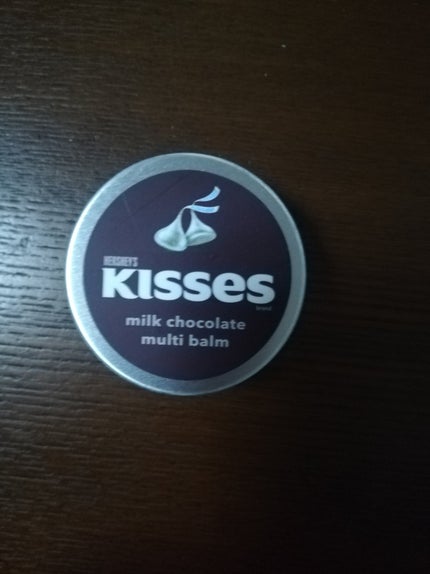 HERSHEY'S
KISSES
brand
milk chocolate
multi balm